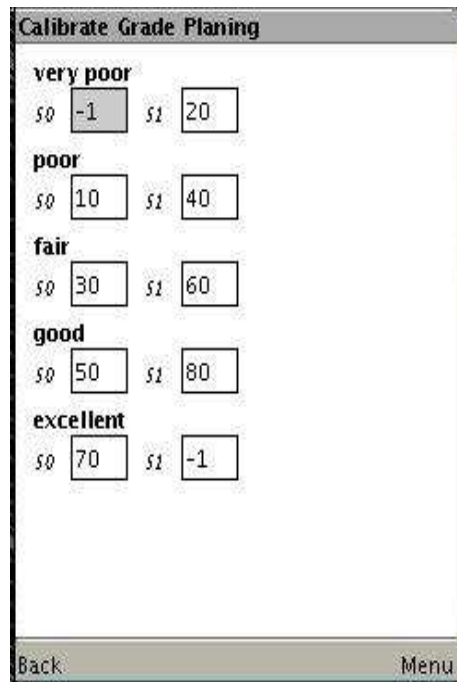 Calibrate Grade Planing
very poor
S0 -1 S1 20
poor
S0 10 S1 40
fair
S0 30 S1 60
good
S0 50 S1 80
excellent
S0 70 S1 -1
Back Menu